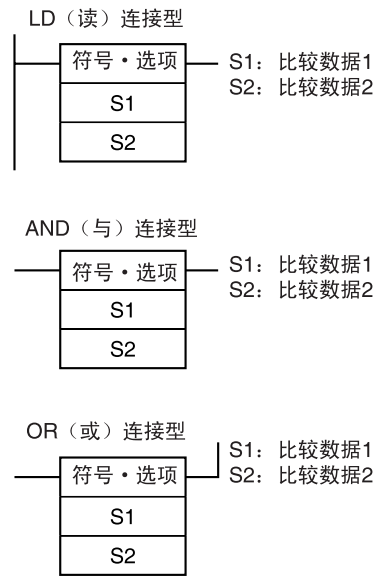 LD（读）连接型
符号・选项
S1
S2
S1：比较数据1
S2：比较数据2
AND（与）连接型
符号・选项
S1
S2
S1：比较数据1
S2：比较数据2
OR（或）连接型
符号・选项
S1
S2
S1：比较数据1
S2：比较数据2